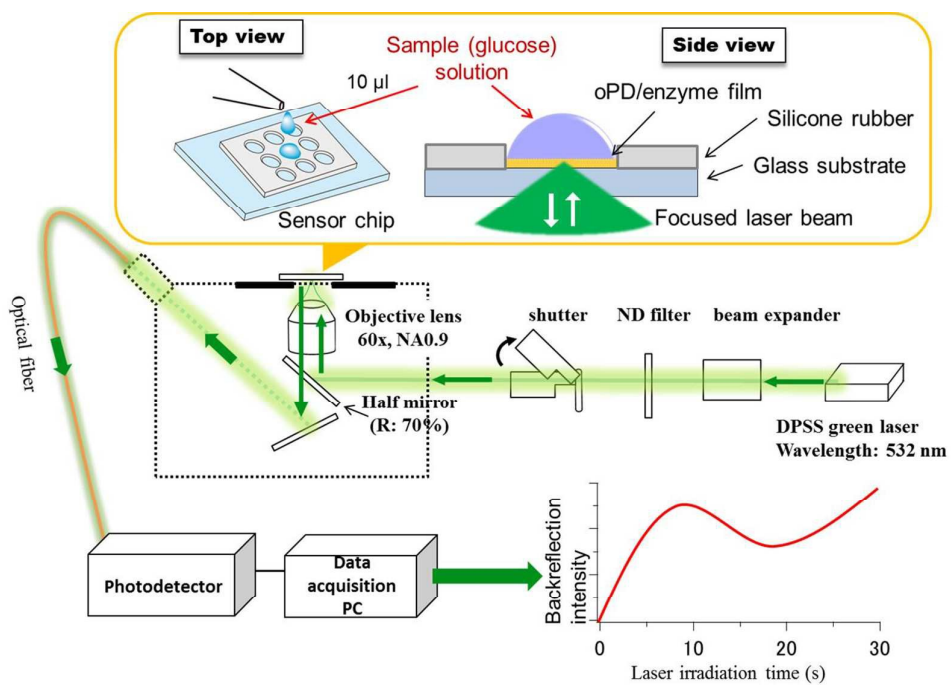 Top view
Sample (glucose)
solution
10 µl
Side view
oPD/enzyme film
Silicone rubber
Glass substrate
Focused laser beam
Sensor chip
Optical fiber
Objective lens
60x, NA0.9
shutter
ND filter
beam expander
Half mirror
(R: 70%)
DPSS green laser
Wavelength: 532 nm
Photodetector
Data
acquisition
PC
Backreflection
intensity
0
10
20
30
Laser irradiation time (s)